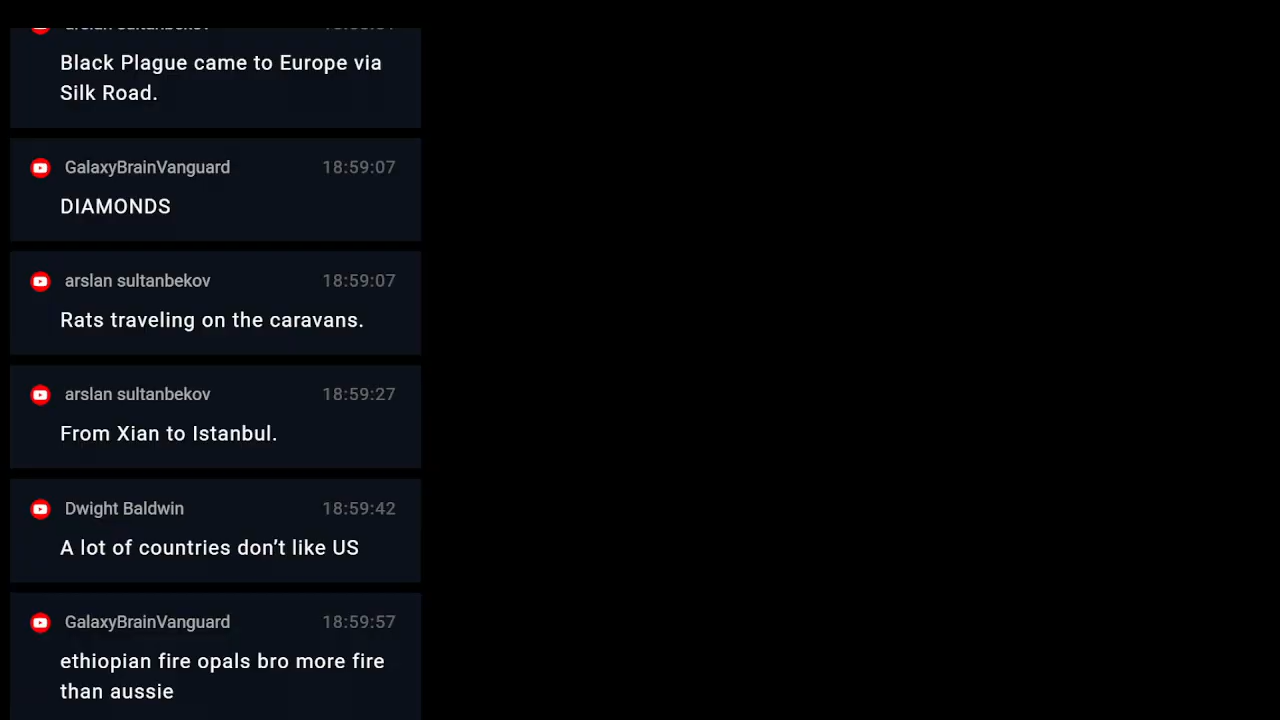 Black Plague came to Europe via
Silk Road.
GalaxyBrainVanguard 18:59:07
DIAMONDS
arslan sultanbekov 18:59:07
Rats traveling on the caravans.
arslan sultanbekov 18:59:27
From Xian to Istanbul.
Dwight Baldwin 18:59:42
A lot of countries don’t like US
GalaxyBrainVanguard 18:59:57
ethiopian fire opals bro more fire
than aussie